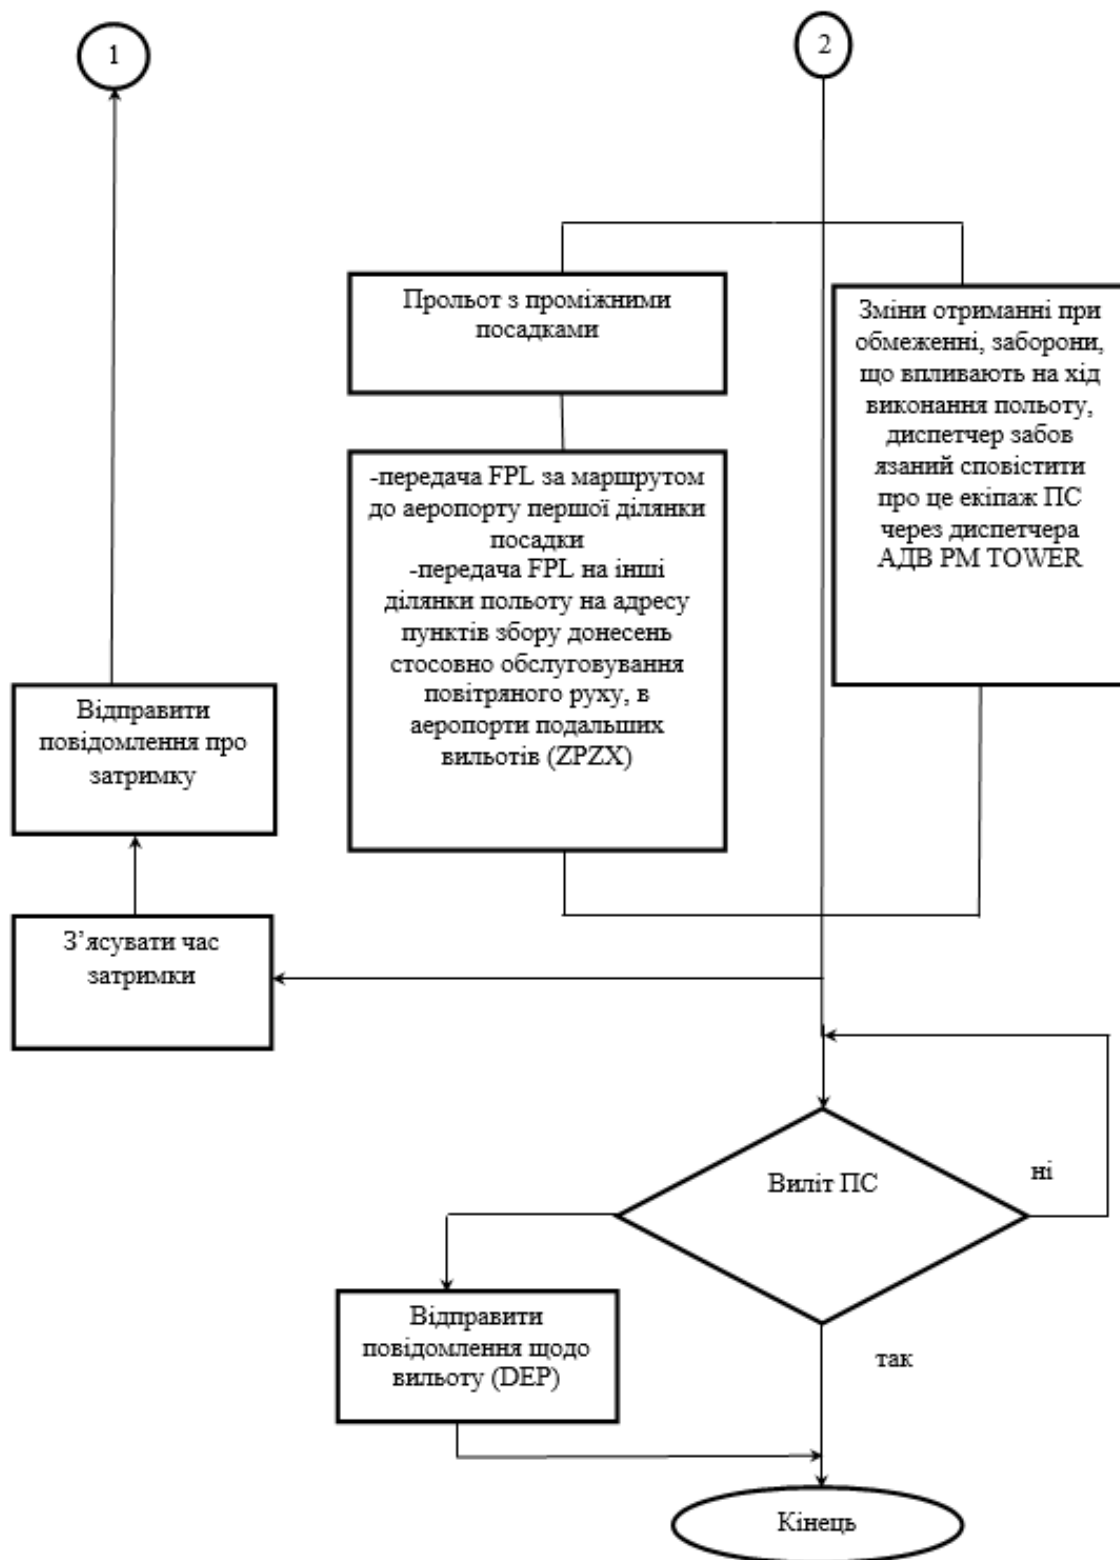 1
2
Прольот з проміжними
посадками
Зміни отриманні при
обмеженні, заборони,
що впливають на хід
виконання польоту,
диспетчер забов
язаний сповістити
про це екіпаж ПС
через диспетчера
АДВ РМ TOWER
-передача FPL за маршрутом
до аеропорту першої ділянки
посадки
-передача FPL на інші
ділянки польоту на адресу
пунктів збору донесень
стосовно обслуговування
повітряного руху, в
аеропорти подальших
вильотів (ZPZX)
Відправити
повідомлення про
затримку
З’ясувати час
затримки
Виліт ПС
ні
Відправити
повідомлення щодо
вильоту (DEP)
так
Кінець